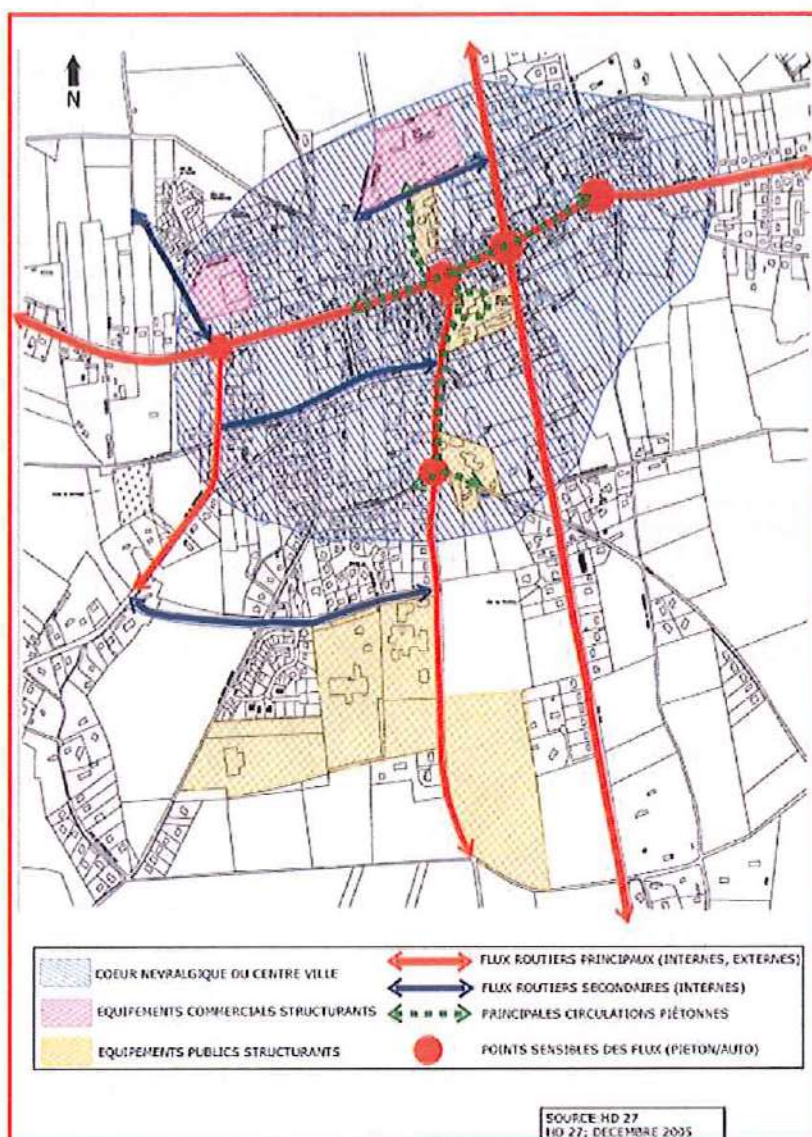 N
COEUR NEVRALGIQUE DU CENTRE VILLE
EQUIPEMENTS COMMERCIALS STRUCTURANTS
EQUIPEMENTS PUBLICS STRUCTURANTS
FLUX ROUTIERS PRINCIPAUX (INTERNES, EXTERNES)
FLUX ROUTIERS SECONDAIRES (INTERNES)
PRINCIPALES CIRCULATIONS PIÉTONNES
POINTS SENSIBLES DES FLUX (PIETON/AUTO)
SOURCE: HD 27
HD 27; DECEMBRE 2005